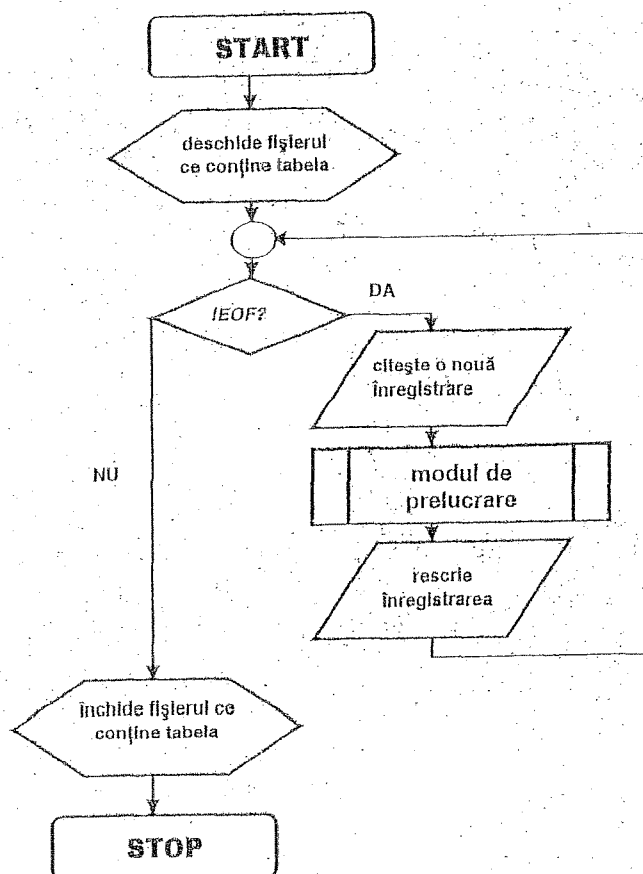 START
deschide fişierul
ce conţine tabela
!EOF?
DA
citeşte o nouă
înregistrare
NU
modul de
prelucrare
rescrie
înregistrarea
închide fişierul ce
conţine tabela
STOP